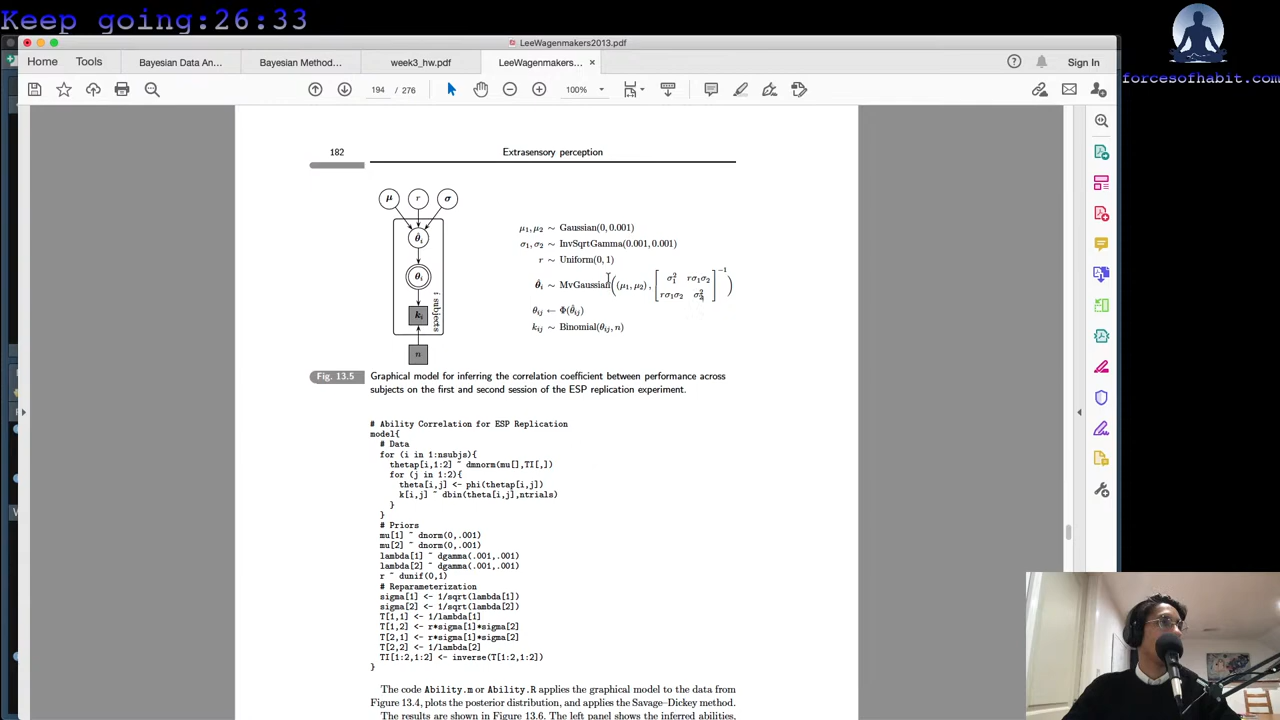 Keep going:26:33
forcesofhabit.com
LeeWagenmakers2013.pdf
Home Tools Bayesian Data An... Bayesian Method... week3_hw.pdf LeeWagenmakers... × Sign In
194 / 276 100%
182 Extrasensory perception
μ r σ
θ̂i
θi
ki
i subjects
n
μ1, μ2 ∼ Gaussian(0, 0.001)
σ1, σ2 ∼ InvSqrtGamma(0.001, 0.001)
r ∼ Uniform(0, 1)
θ̂i ∼ MvGaussian((μ1, μ2), [σ1² rσ1σ2
rσ1σ2 σ2²]⁻¹)
θij ← Φ(θ̂ij)
kij ∼ Binomial(θij, n)
Fig. 13.5 Graphical model for inferring the correlation coefficient between performance across
subjects on the first and second session of the ESP replication experiment.
# Ability Correlation for ESP Replication
model{
# Data
for (i in 1:nsubjs){
thetap[i,1:2] ~ dmnorm(mu[],TI[,])
for (j in 1:2){
theta[i,j] <- phi(thetap[i,j])
k[i,j] ~ dbin(theta[i,j],ntrials)
}
}
# Priors
mu[1] ~ dnorm(0,.001)
mu[2] ~ dnorm(0,.001)
lambda[1] ~ dgamma(.001,.001)
lambda[2] ~ dgamma(.001,.001)
r ~ dunif(0,1)
# Reparameterization
sigma[1] <- 1/sqrt(lambda[1])
sigma[2] <- 1/sqrt(lambda[2])
T[1,1] <- 1/lambda[1]
T[1,2] <- r*sigma[1]*sigma[2]
T[2,1] <- r*sigma[1]*sigma[2]
T[2,2] <- 1/lambda[2]
TI[1:2,1:2] <- inverse(T[1:2,1:2])
}
The code Ability.m or Ability.R applies the graphical model to the data from
Figure 13.4, plots the posterior distribution, and applies the Savage–Dickey method.
The results are shown in Figure 13.6. The left panel shows the inferred abilities,